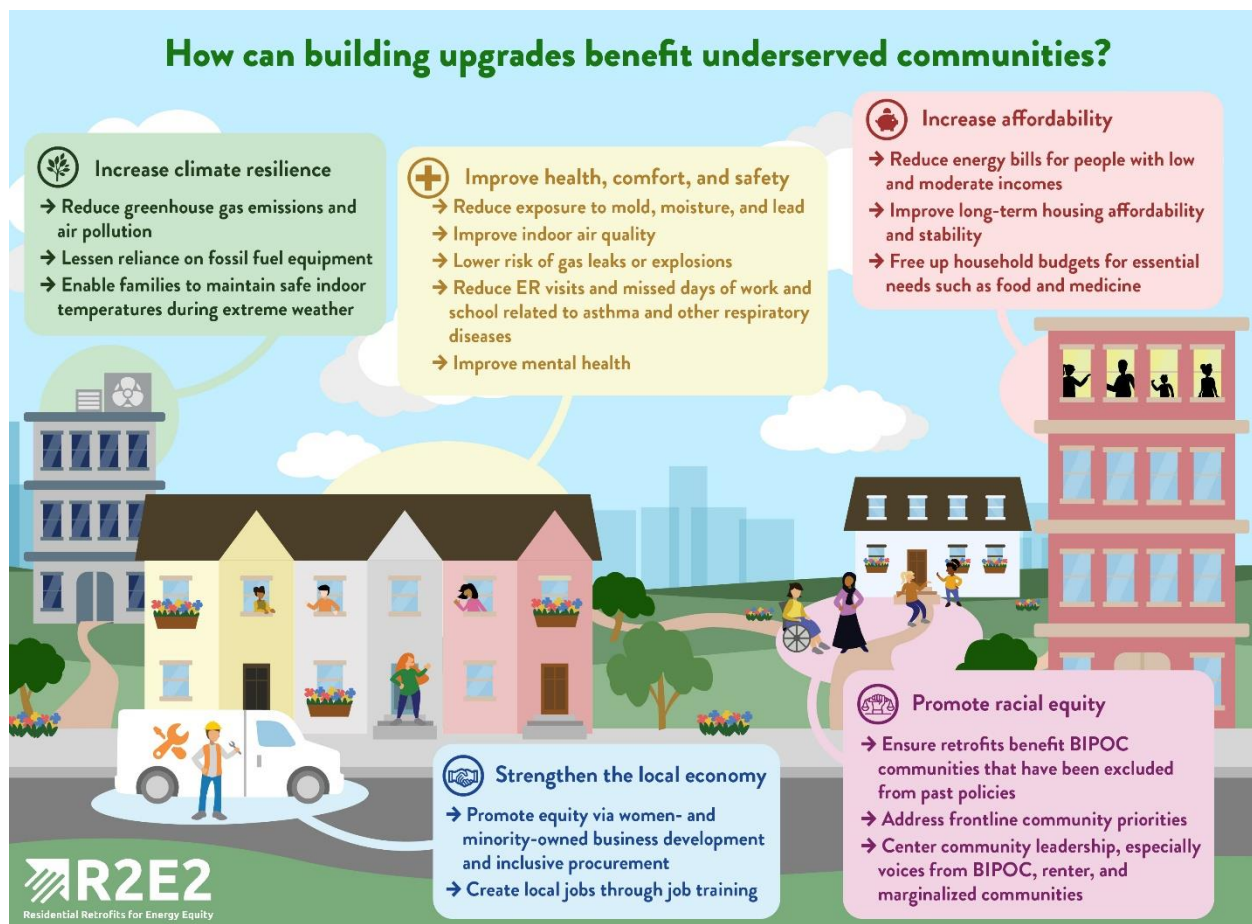 How can building upgrades benefit underserved communities?
Increase climate resilience
→ Reduce greenhouse gas emissions and
air pollution
→ Lessen reliance on fossil fuel equipment
→ Enable families to maintain safe indoor
temperatures during extreme weather
Improve health, comfort, and safety
→ Reduce exposure to mold, moisture, and lead
→ Improve indoor air quality
→ Lower risk of gas leaks or explosions
→ Reduce ER visits and missed days of work and
school related to asthma and other respiratory
diseases
→ Improve mental health
Increase affordability
→ Reduce energy bills for people with low
and moderate incomes
→ Improve long-term housing affordability
and stability
→ Free up household budgets for essential
needs such as food and medicine
Strengthen the local economy
→ Promote equity via women- and
minority-owned business development
and inclusive procurement
→ Create local jobs through job training
Promote racial equity
→ Ensure retrofits benefit BIPOC
communities that have been excluded
from past policies
→ Address frontline community priorities
→ Center community leadership, especially
voices from BIPOC, renter, and
marginalized communities
R2E2
Residential Retrofits for Energy Equity